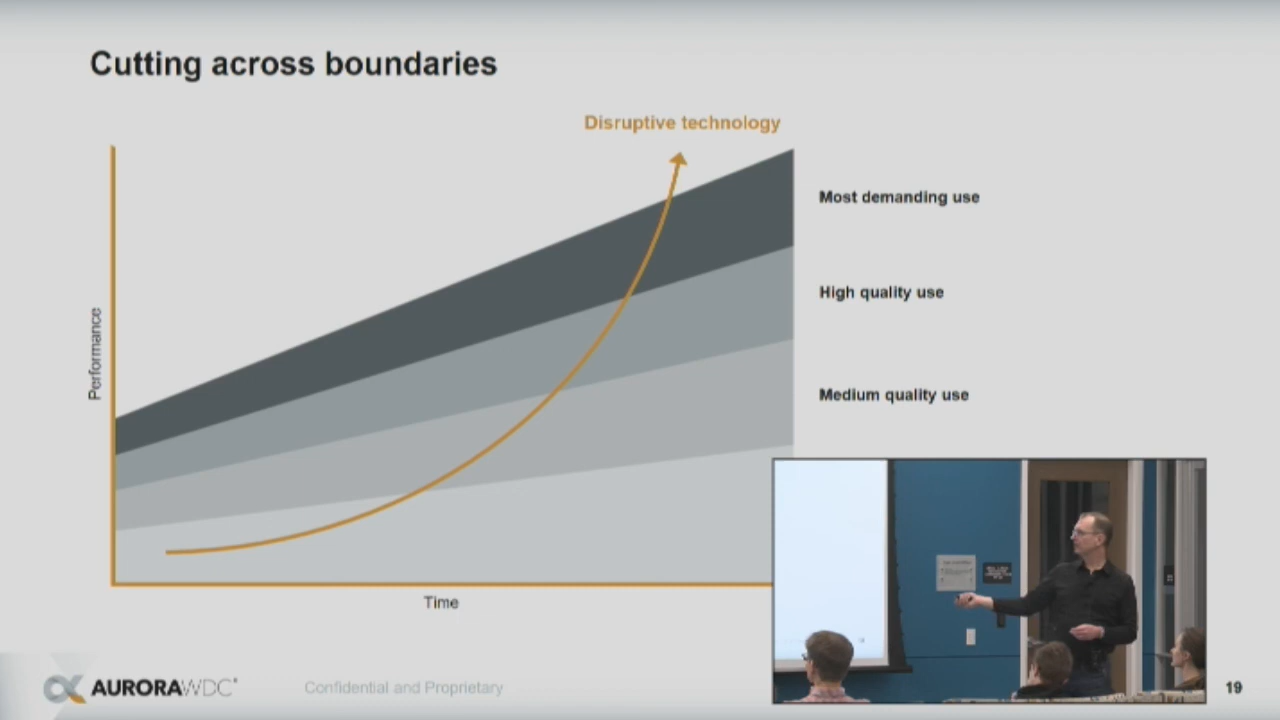 Cutting across boundaries
Disruptive technology
Most demanding use
High quality use
Medium quality use
Performance
Time
AURORAWDC
Confidential and Proprietary
19